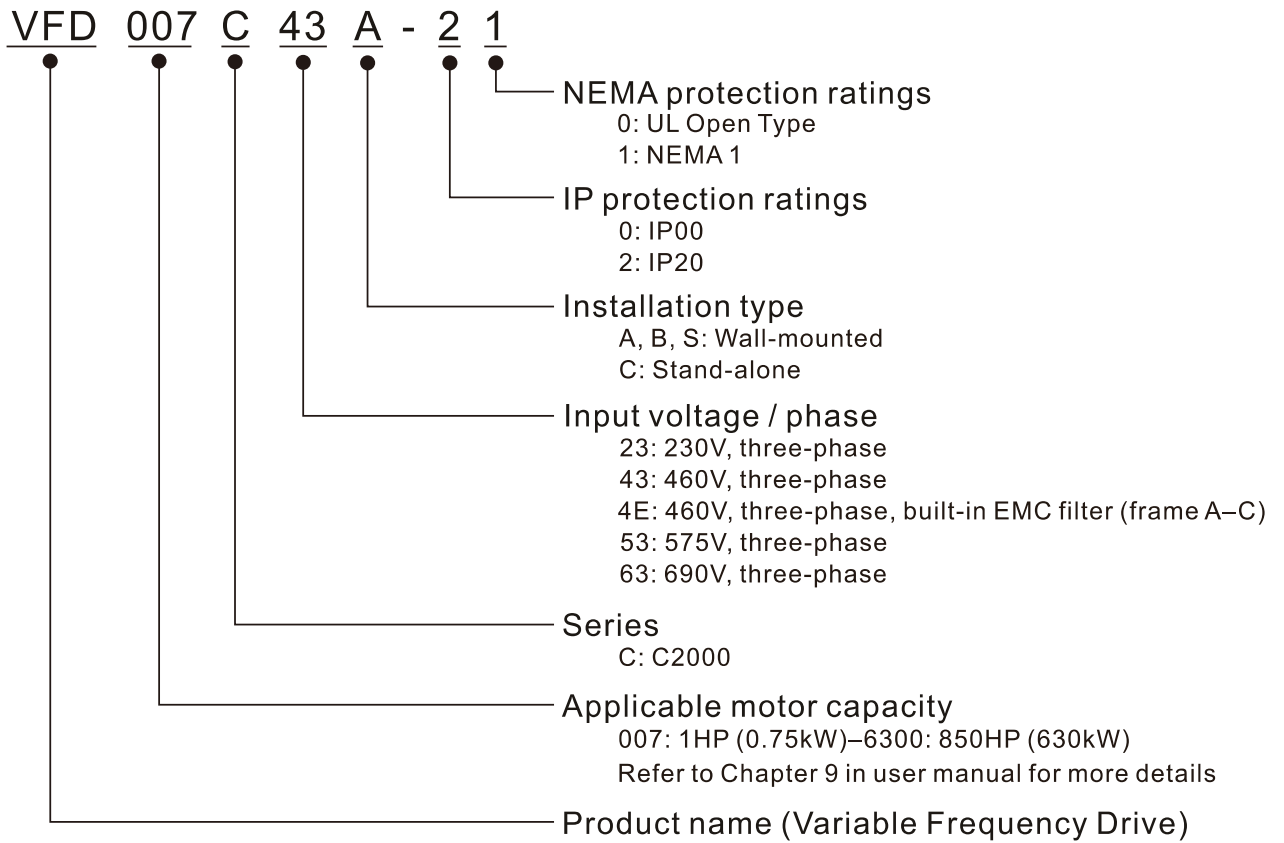 VFD 007 C 43 A - 2 1
NEMA protection ratings
0: UL Open Type
1: NEMA 1
IP protection ratings
0: IP00
2: IP20
Installation type
A, B, S: Wall-mounted
C: Stand-alone
Input voltage / phase
23: 230V, three-phase
43: 460V, three-phase
4E: 460V, three-phase, built-in EMC filter (frame A–C)
53: 575V, three-phase
63: 690V, three-phase
Series
C: C2000
Applicable motor capacity
007: 1HP (0.75kW)–6300: 850HP (630kW)
Refer to Chapter 9 in user manual for more details
Product name (Variable Frequency Drive)